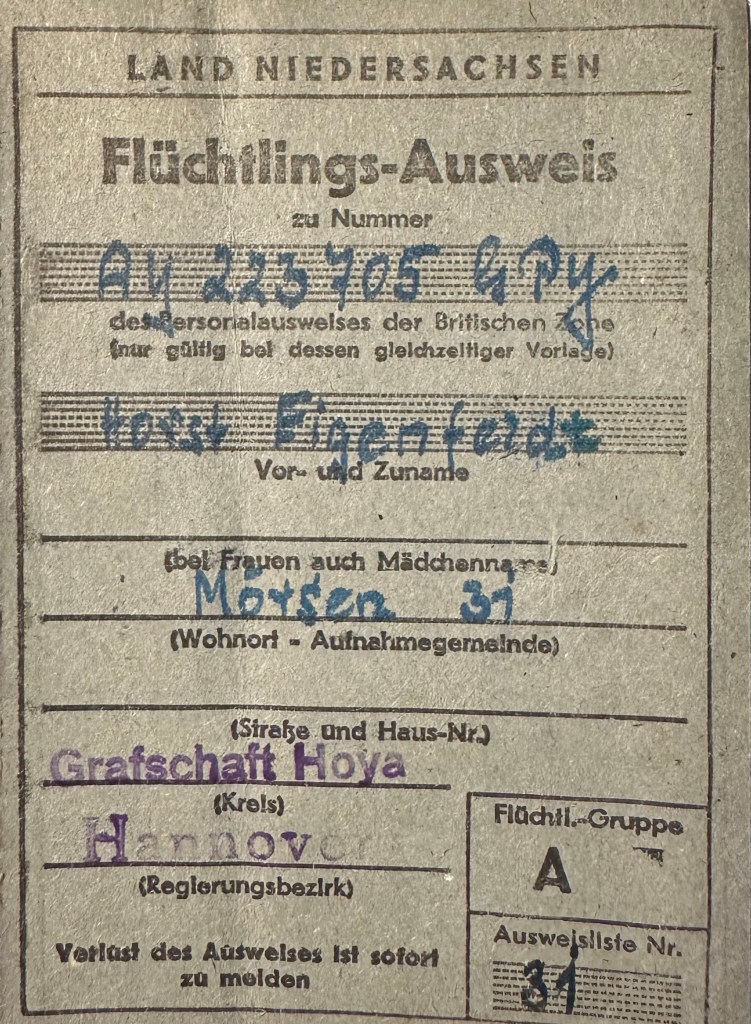 LAND NIEDERSACHSEN
Flüchtlings-Ausweis
zu Nummer
AY 223705 G PY
des Personalausweises der Britischen Zone
(nur gültig bei dessen gleichzeitiger Vorlage)
Horst Eigenfeldt
Vor- und Zuname
(bei Frauen auch Mädchenname)
Mörsen 31
(Wohnort - Aufnahmegemeinde)
(Straße und Haus-Nr.)
Grafschaft Hoya
(Kreis)
Hannover
(Regierungsbezirk)
Verlust des Ausweises ist sofort
zu melden
Flüchtl.-Gruppe
A
Ausweisliste Nr.
31